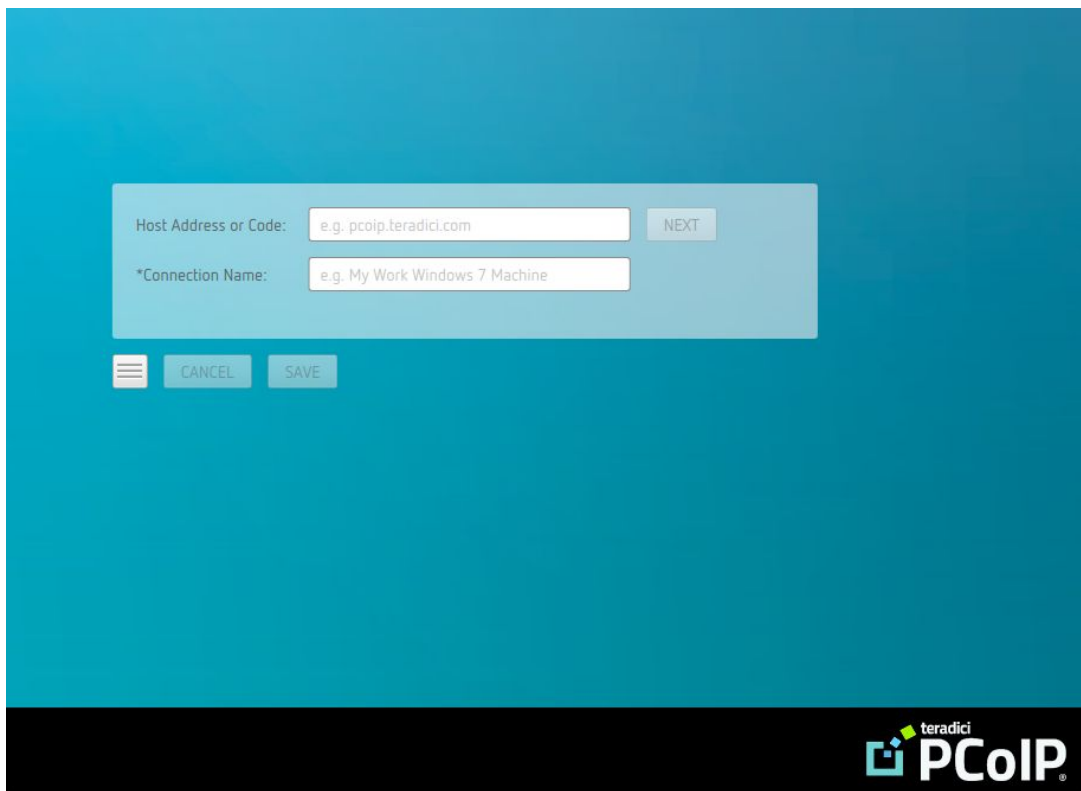 Host Address or Code: e.g. pcoip.teradici.com NEXT
*Connection Name: e.g. My Work Windows 7 Machine
CANCEL SAVE
teradici
PCoIP®